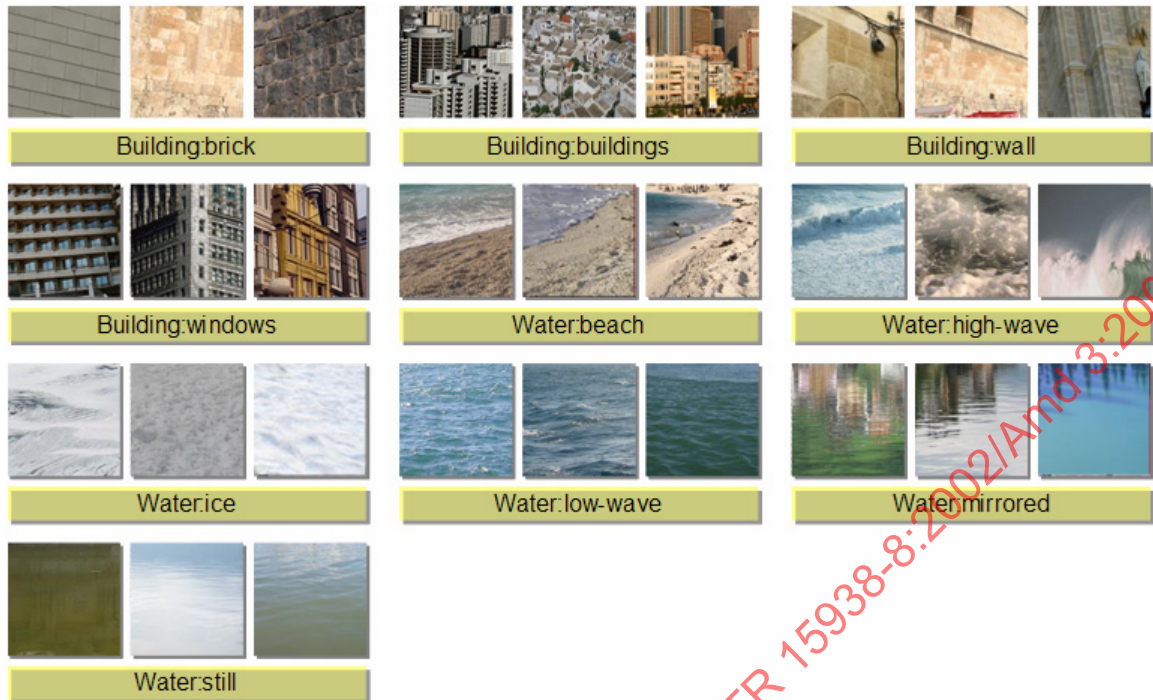 Building:brick
Building:buildings
Building:wall
Building:windows
Water:beach
Water:high-wave
Water:ice
Water:low-wave
Water:mirrored
Water:still
TR 15938-8:2002/Amd 3:200